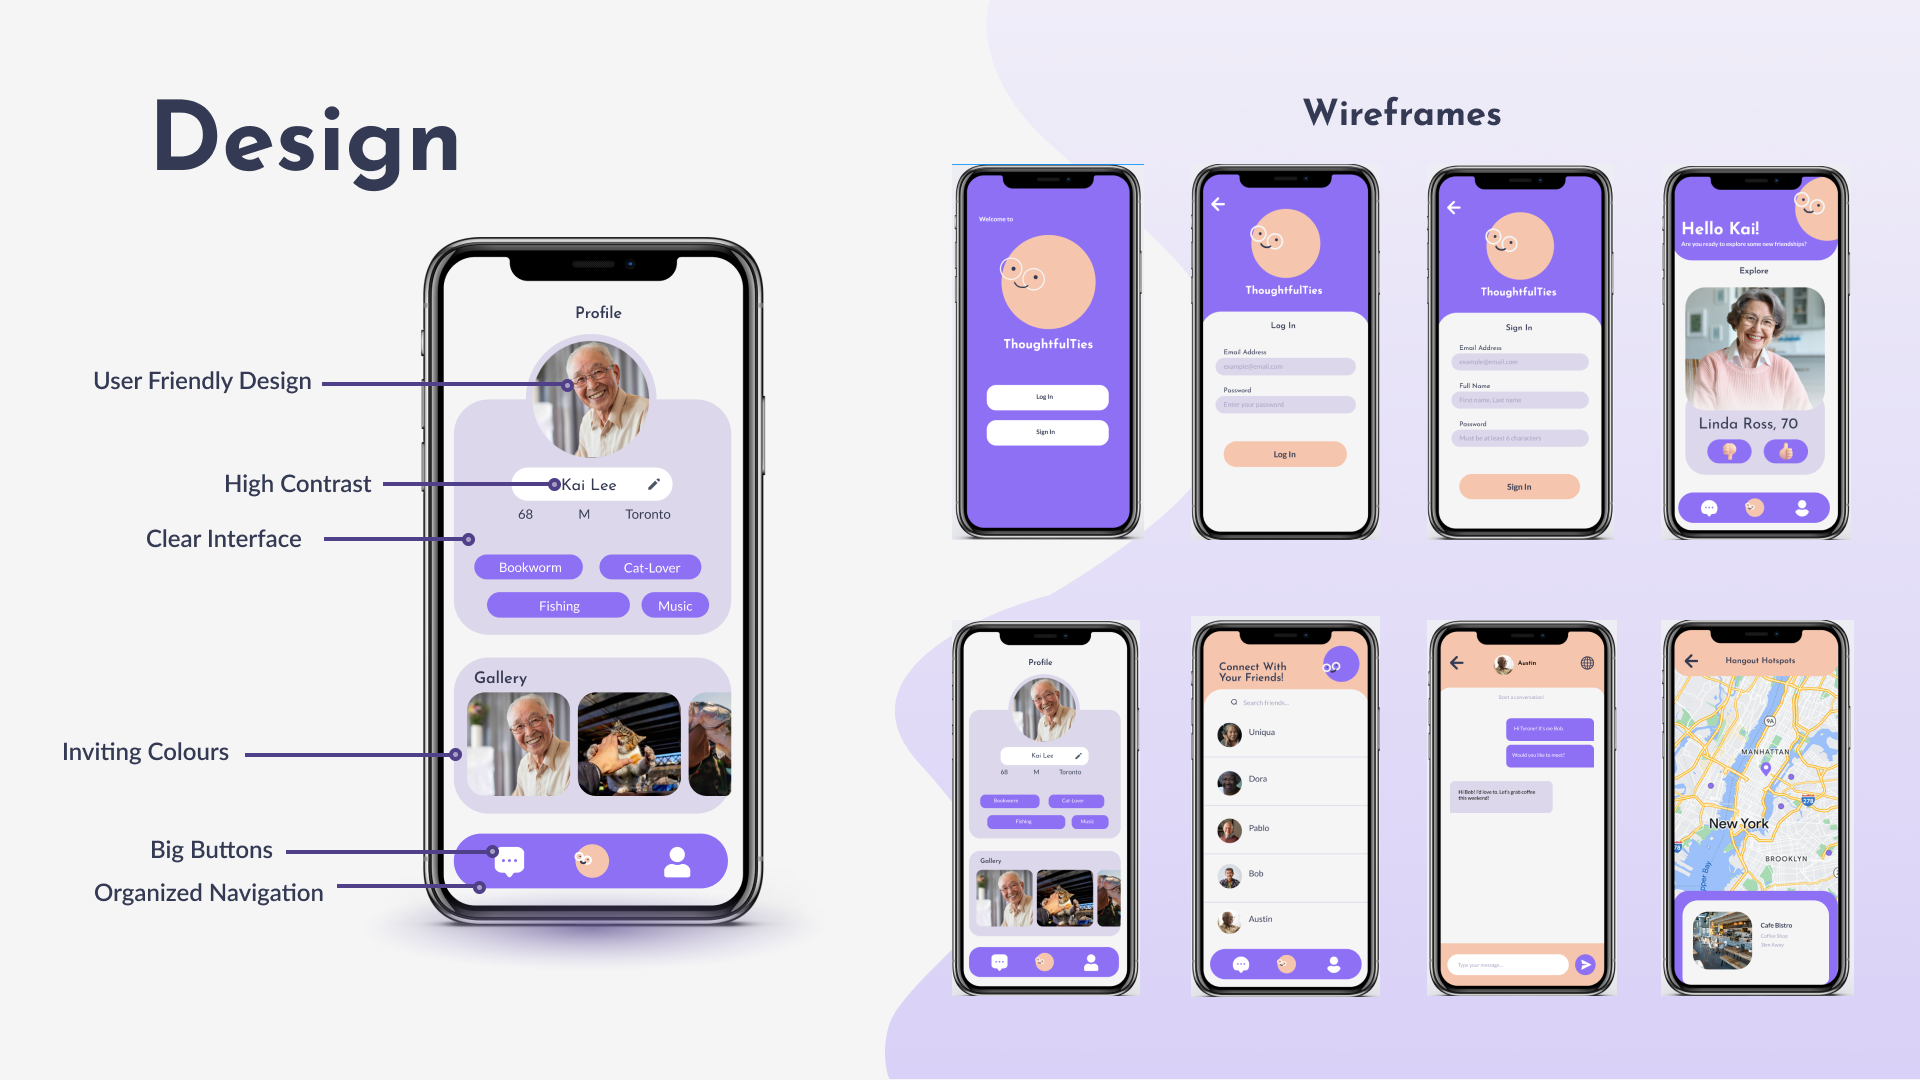 Design
Profile
User Friendly Design
High Contrast
Kai Lee
68 M Toronto
Clear Interface
Bookworm Cat-Lover
Fishing Music
Gallery
Inviting Colours
Big Buttons
Organized Navigation
Wireframes
Welcome to
ThoughtfulTies
Log In
Sign In
ThoughtfulTies
Log In
Email Address
example@email.com
Password
Enter your password
Log In
ThoughtfulTies
Sign In
Email Address
example@email.com
Full Name
First name, Last name
Password
Must be at least 6 characters
Sign In
Hello Kai!
Are you ready to explore some new friendships?
Explore
Linda Ross, 70
Profile
Kai Lee
68 M Toronto
Bookworm Cat-Lover
Fishing Music
Gallery
Connect With
Your Friends!
Search friends...
Uniqua
Dora
Pablo
Bob
Austin
Austin
Start a conversation!
Hi Tyrone! It's me Bob.
Would you like to meet?
Hi Bob! I'd love to. Let's grab coffee
this weekend!
Type your message...
Hangout Hotspots
9A
MANHATTAN
278
New York
78
BROOKLYN
pper Bay
Cafe Bistro
Coffee Shop
3km Away